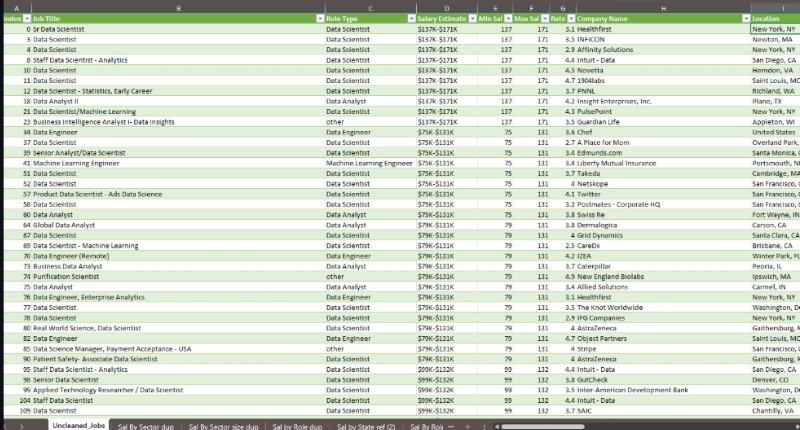 A B C D E F G H I
Index Job Title Role Type Salary Estimate Min Sal Max Sal Rate Company Name Location
0 Sr Data Scientist Data Scientist $137K-$171K 137 171 3.1 Healthfirst New York, NY
3 Data Scientist Data Scientist $137K-$171K 137 171 3.5 INFICON Newton, MA
4 Data Scientist Data Scientist $137K-$171K 137 171 2.9 Affinity Solutions New York, NY
8 Staff Data Scientist - Analytics Data Scientist $137K-$171K 137 171 4.4 Intuit - Data San Diego, CA
10 Data Scientist Data Scientist $137K-$171K 137 171 4.5 Novetta Herndon, VA
11 Data Scientist Data Scientist $137K-$171K 137 171 4.7 1904labs Saint Louis, MC
12 Data Scientist - Statistics, Early Career Data Scientist $137K-$171K 137 171 3.7 PNNL Richland, WA
18 Data Analyst II Data Analyst $137K-$171K 137 171 4.2 Insight Enterprises, Inc. Plano, TX
21 Data Scientist/Machine Learning Data Scientist $137K-$171K 137 171 4.3 PulsePoint New York, NY
23 Business Intelligence Analyst I- Data Insights other $137K-$171K 137 171 3.5 Guardian Life Appleton, WI
34 Data Engineer Data Engineer $75K-$131K 75 131 3.6 Chef United States
37 Data Scientist Data Scientist $75K-$131K 75 131 2.7 A Place for Mom Overland Park,
39 Senior Analyst/Data Scientist Data Scientist $75K-$131K 75 131 3.4 Edmunds.com Santa Monica, C
41 Machine Learning Engineer Machine Learning Engineer $75K-$131K 75 131 3.4 Liberty Mutual Insurance Portsmouth, N
51 Data Scientist Data Scientist $75K-$131K 75 131 3.7 Takeda Cambridge, MA
52 Data Scientist Data Scientist $75K-$131K 75 131 4 Netskope San Francisco,
57 Product Data Scientist - Ads Data Science Data Scientist $75K-$131K 75 131 4.1 Twitter San Francisco,
58 Data Scientist Data Scientist $75K-$131K 75 131 3.2 Postmates - Corporate HQ San Francisco,
60 Data Analyst Data Analyst $75K-$131K 75 131 3.8 Swiss Re Fort Wayne, IN
64 Global Data Analyst Data Analyst $79K-$131K 79 131 3.8 Dermalogica Carson, CA
67 Data Scientist Data Scientist $79K-$131K 79 131 4 Grid Dynamics Santa Clara, CA
69 Data Scientist - Machine Learning Data Scientist $79K-$131K 79 131 2.5 CareDx Brisbane, CA
70 Data Engineer (Remote) Data Engineer $79K-$131K 79 131 4.2 IZEA Winter Park, FL
73 Business Data Analyst Data Analyst $79K-$131K 79 131 3.7 Caterpillar Peoria, IL
74 Purification Scientist other $79K-$131K 79 131 4.9 New England Biolabs Ipswich, MA
75 Data Analyst Data Analyst $79K-$131K 79 131 3.4 Allied Solutions Carmel, IN
76 Data Engineer, Enterprise Analytics Data Engineer $79K-$131K 79 131 3.1 Healthfirst New York, NY
77 Data Scientist Data Scientist $79K-$131K 79 131 3.5 The Knot Worldwide Washington, D
78 Data Scientist Data Scientist $79K-$131K 79 131 2.9 IFG Companies New York, NY
80 Real World Science, Data Scientist Data Scientist $79K-$131K 79 131 4 AstraZeneca Gaithersburg, M
82 Data Engineer Data Engineer $79K-$131K 79 131 4.7 Object Partners Saint Louis, MC
85 Data Science Manager, Payment Acceptance - USA other $79K-$131K 79 131 4 Stripe San Francisco, C
90 Patient Safety- Associate Data Scientist Data Scientist $79K-$131K 79 131 4 AstraZeneca Gaithersburg, M
95 Staff Data Scientist - Analytics Data Scientist $99K-$132K 99 132 4.4 Intuit - Data San Diego, CA
98 Senior Data Scientist Data Scientist $99K-$132K 99 132 3.8 GutCheck Denver, CO
99 Applied Technology Researcher / Data Scientist Data Scientist $99K-$132K 99 132 3.5 Inter-American Development Bank Washington, D
104 Staff Data Scientist Data Scientist $99K-$132K 99 132 4.4 Intuit - Data San Diego, CA
109 Data Scientist Data Scientist $99K-$132K 99 132 3.7 SAIC Chantilly, VA
Uncleaned_Jobs Sal By Sector dup Sal By Sector size dup Sal by Role dup Sal by State ref (2) Sal By Role